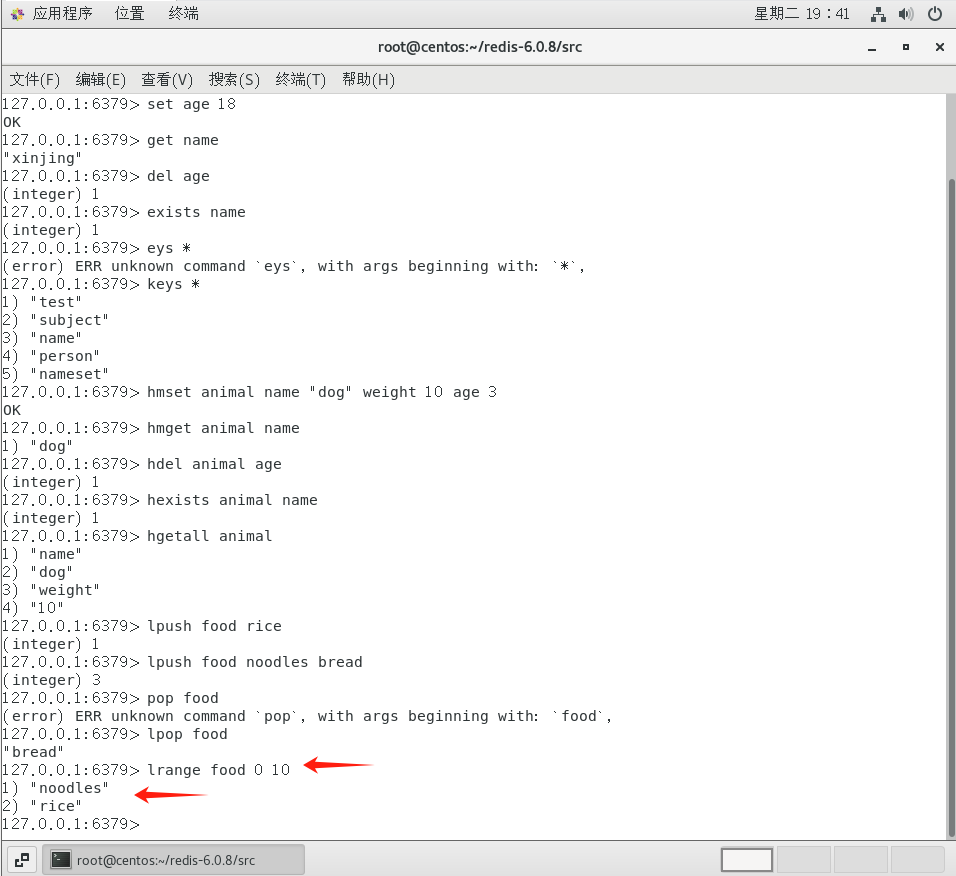 应用程序 位置 终端 星期二 19：41
root@centos:~/redis-6.0.8/src
文件(F) 编辑(E) 查看(V) 搜索(S) 终端(T) 帮助(H)
127.0.0.1:6379> set age 18
OK
127.0.0.1:6379> get name
"xinjing"
127.0.0.1:6379> del age
(integer) 1
127.0.0.1:6379> exists name
(integer) 1
127.0.0.1:6379> eys *
(error) ERR unknown command `eys`, with args beginning with: `*`,
127.0.0.1:6379> keys *
1) "test"
2) "subject"
3) "name"
4) "person"
5) "nameset"
127.0.0.1:6379> hmset animal name "dog" weight 10 age 3
OK
127.0.0.1:6379> hmget animal name
1) "dog"
127.0.0.1:6379> hdel animal age
(integer) 1
127.0.0.1:6379> hexists animal name
(integer) 1
127.0.0.1:6379> hgetall animal
1) "name"
2) "dog"
3) "weight"
4) "10"
127.0.0.1:6379> lpush food rice
(integer) 1
127.0.0.1:6379> lpush food noodles bread
(integer) 3
127.0.0.1:6379> pop food
(error) ERR unknown command `pop`, with args beginning with: `food`,
127.0.0.1:6379> lpop food
"bread"
127.0.0.1:6379> lrange food 0 10
1) "noodles"
2) "rice"
127.0.0.1:6379>
root@centos:~/redis-6.0.8/src